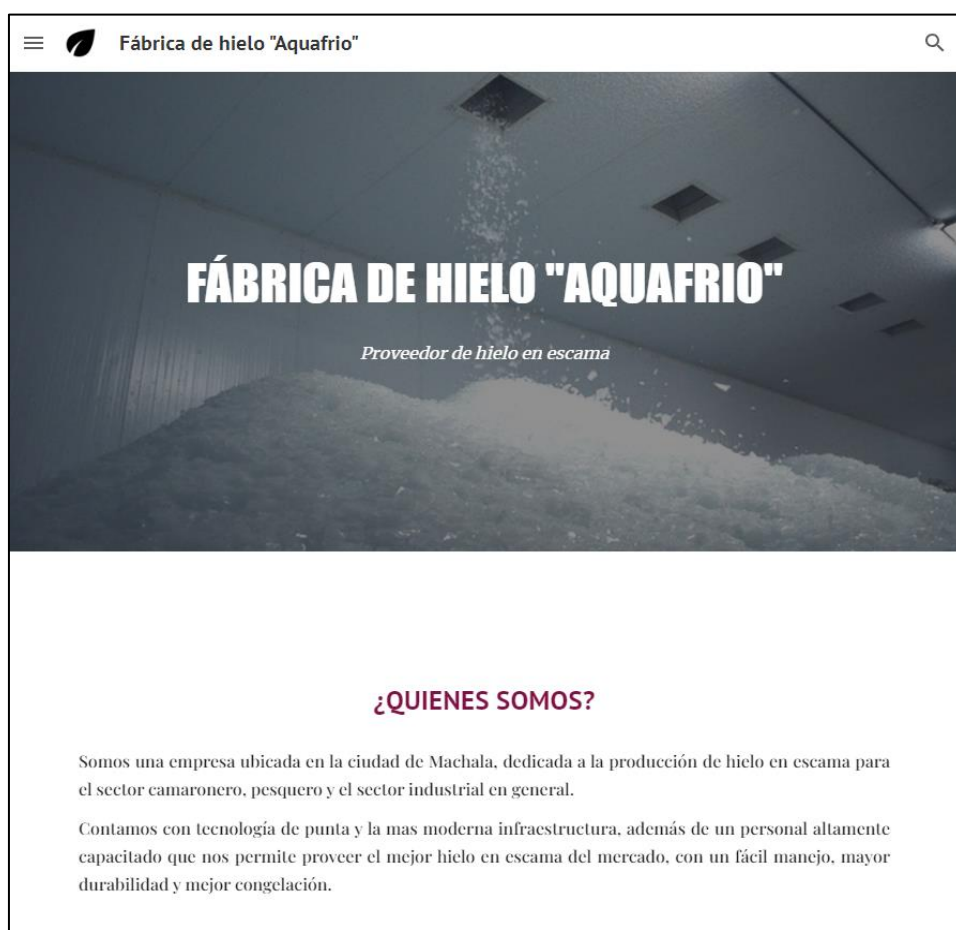 Fábrica de hielo "Aquafrio"
FÁBRICA DE HIELO "AQUAFRIO"
Proveedor de hielo en escama
¿QUIENES SOMOS?
Somos una empresa ubicada en la ciudad de Machala, dedicada a la producción de hielo en escama para
el sector camaronero, pesquero y el sector industrial en general.
Contamos con tecnología de punta y la mas moderna infraestructura, además de un personal altamente
capacitado que nos permite proveer el mejor hielo en escama del mercado, con un fácil manejo, mayor
durabilidad y mejor congelación.